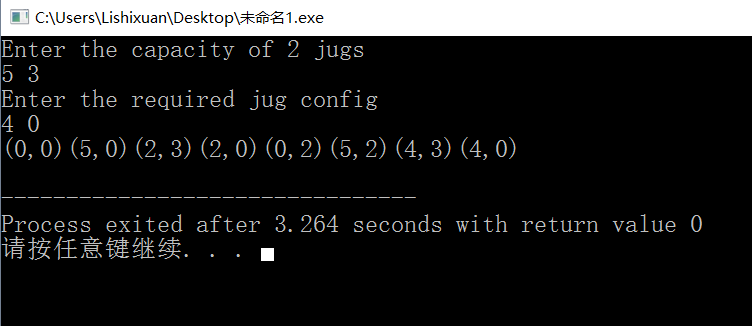 C:\Users\Lishixuan\Desktop\未命名1.exe
Enter the capacity of 2 jugs
5 3
Enter the required jug config
4 0
(0,0)(5,0)(2,3)(2,0)(0,2)(5,2)(4,3)(4,0)
--------------------------------
Process exited after 3.264 seconds with return value 0
请按任意键继续. . .